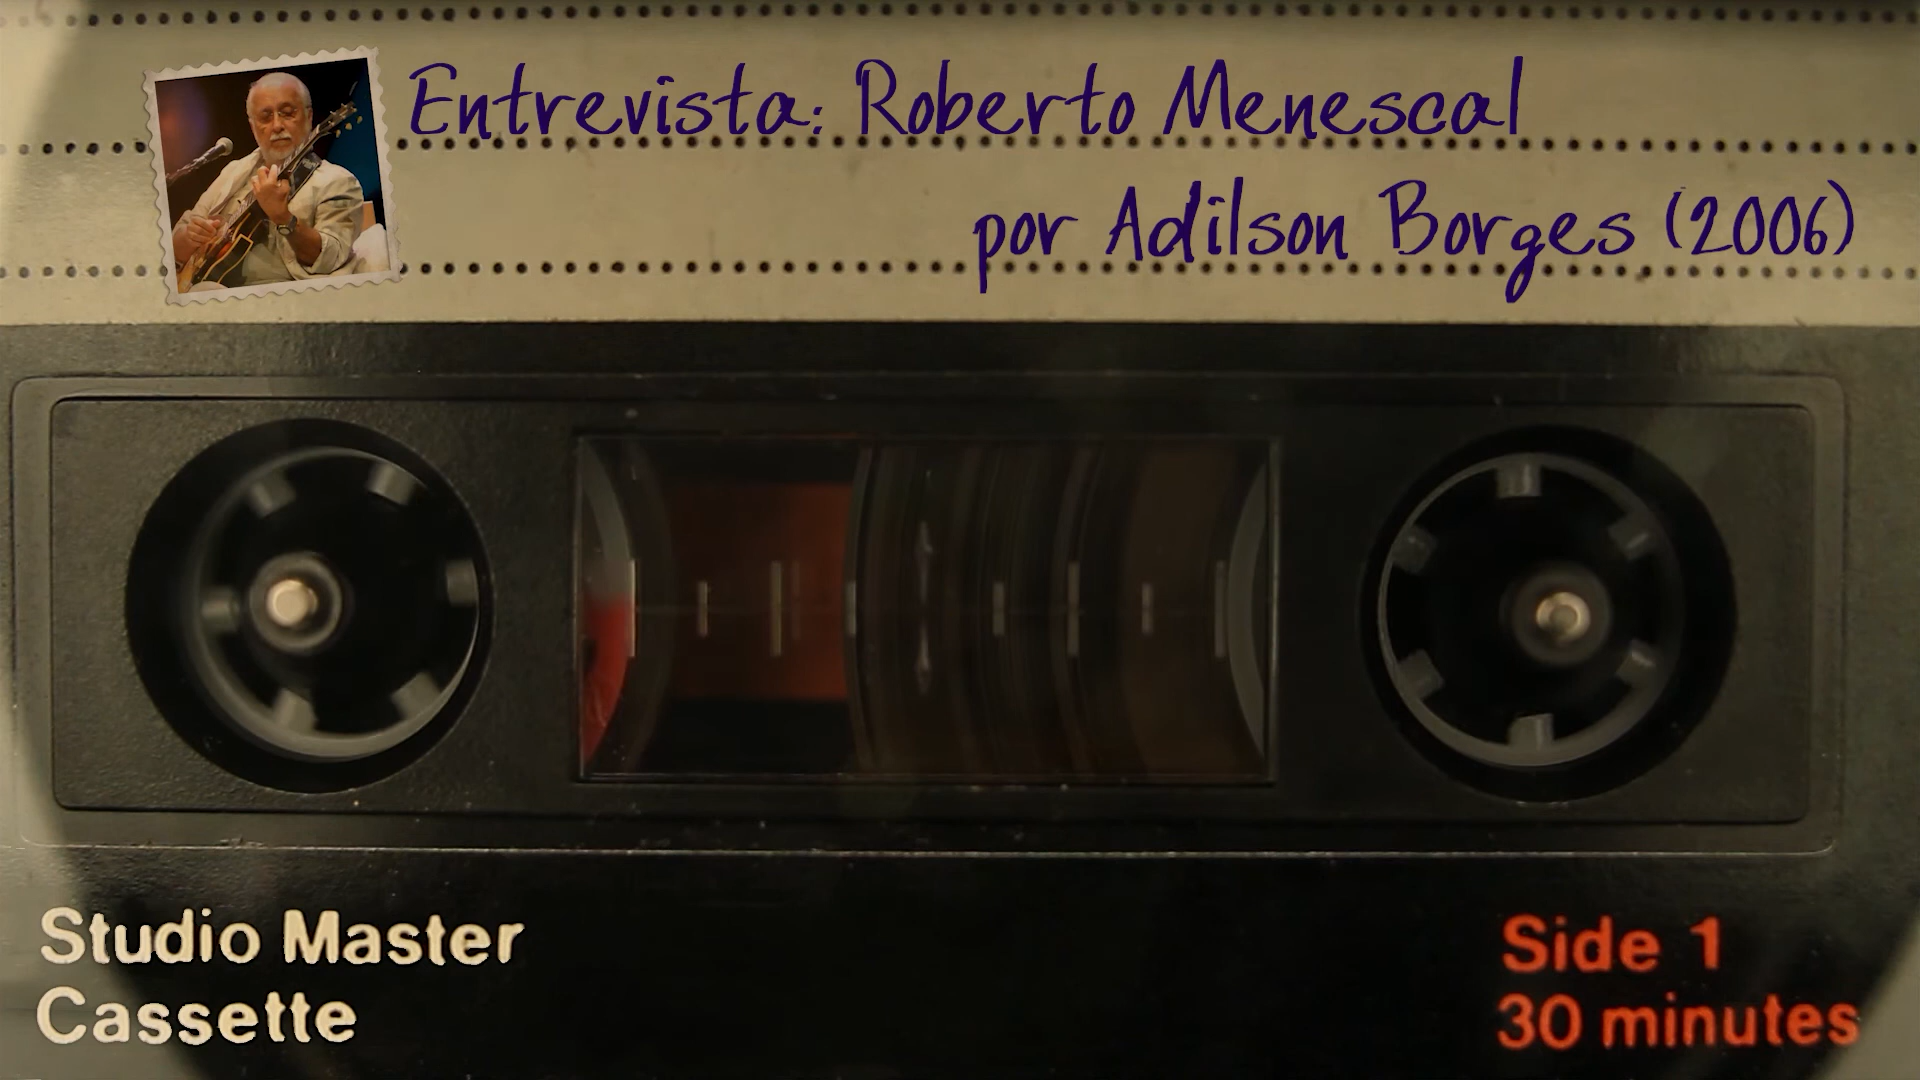 Entrevista: Roberto Menescal
por Adilson Borges (2006)
Studio Master
Cassette
Side 1
30 minutes